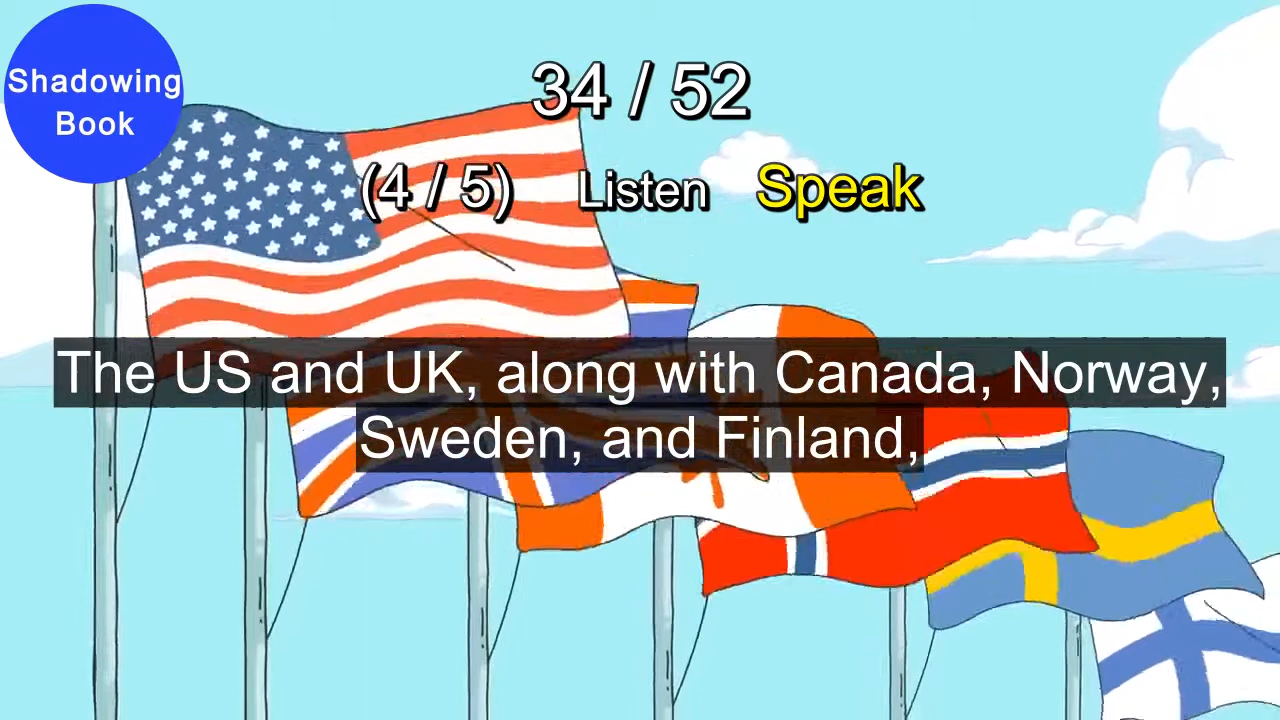 Shadowing
Book
34 / 52
(4 / 5) Listen Speak
The US and UK, along with Canada, Norway,
Sweden, and Finland,